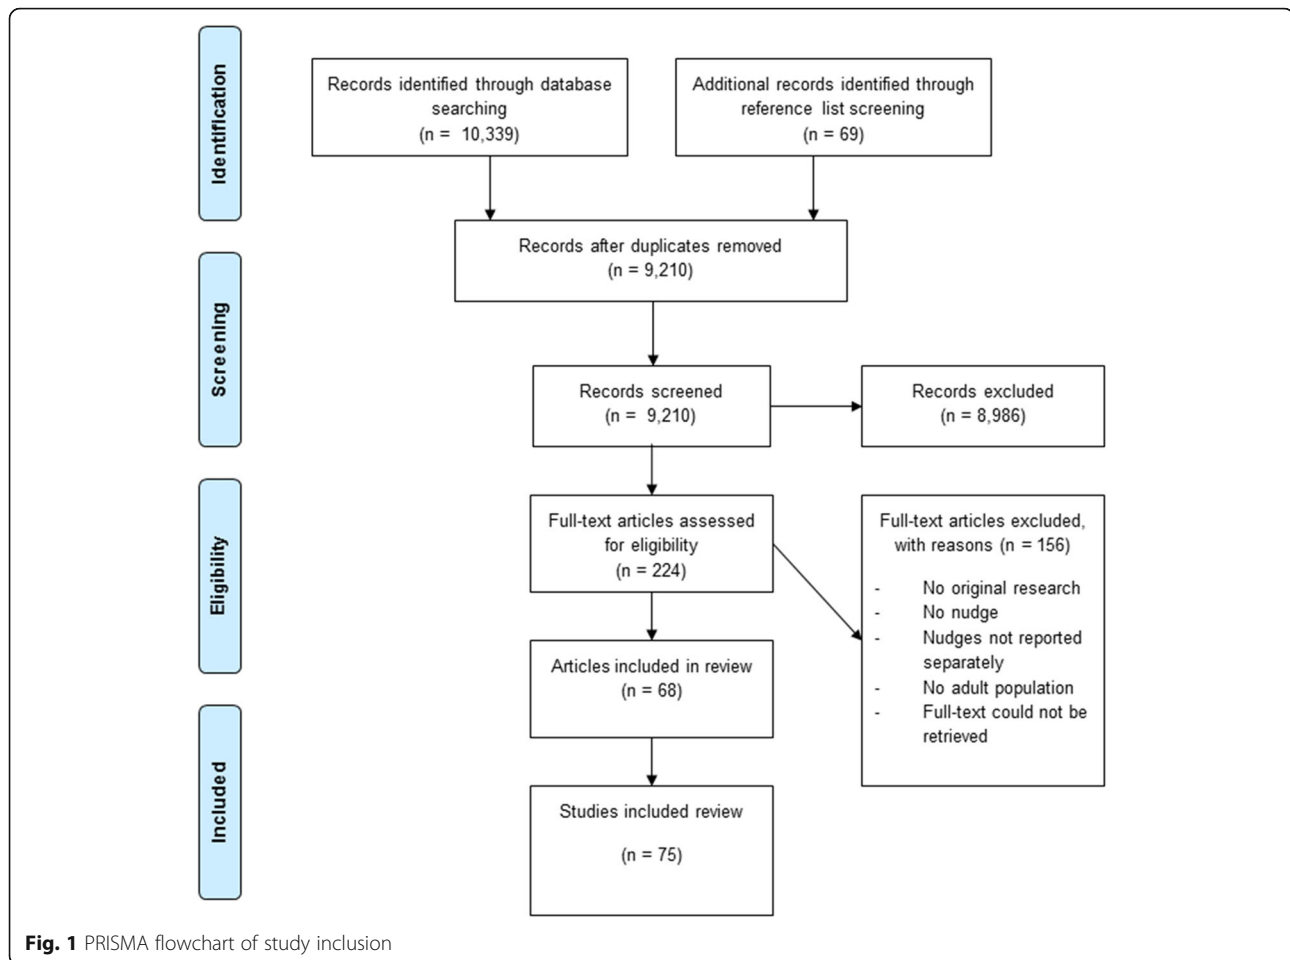 Identification
Records identified through database
searching
(n = 10,339)
Additional records identified through
reference list screening
(n = 69)
Screening
Records after duplicates removed
(n = 9,210)
Records screened
(n = 9,210)
Records excluded
(n = 8,986)
Eligibility
Full-text articles assessed
for eligibility
(n = 224)
Full-text articles excluded,
with reasons (n = 156)
- No original research
- No nudge
- Nudges not reported
separately
- No adult population
- Full-text could not be
retrieved
Articles included in review
(n = 68)
Included
Studies included review
(n = 75)
Fig. 1 PRISMA flowchart of study inclusion